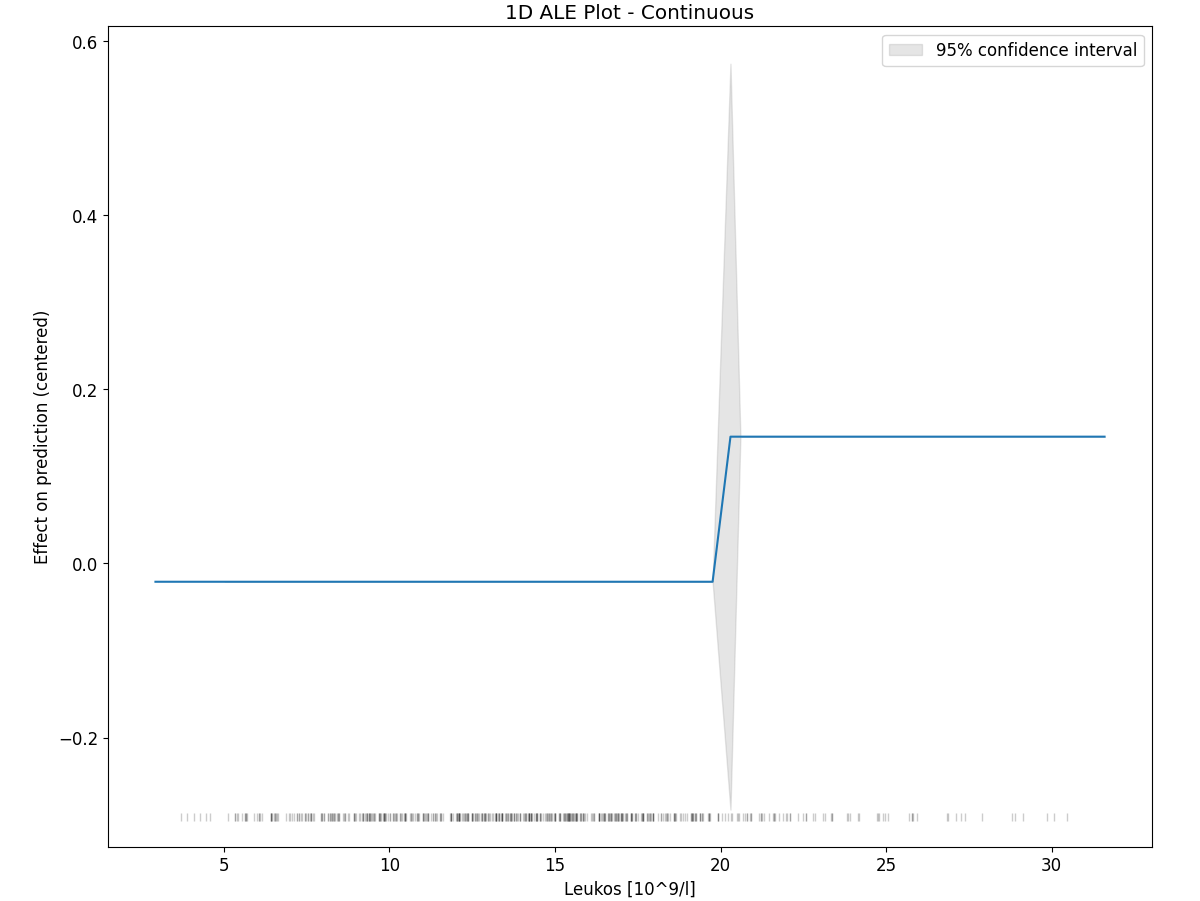 1D ALE Plot - Continuous
95% confidence interval
0.6
0.4
0.2
0.0
−0.2
Effect on prediction (centered)
5
10
15
20
25
30
Leukos [10^9/l]